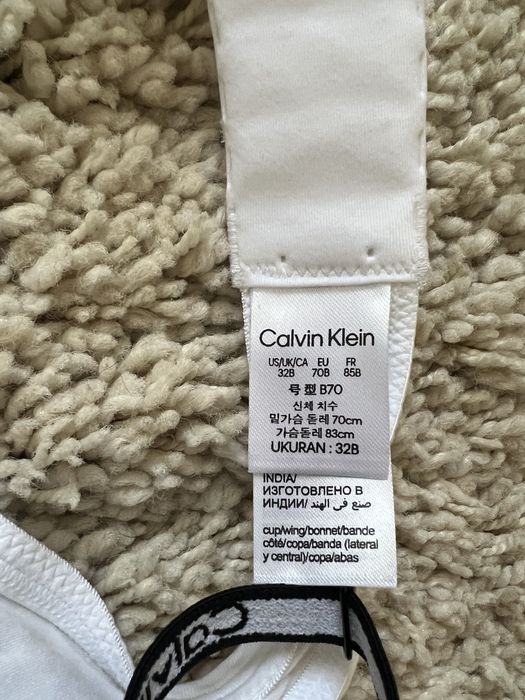 Calvin Klein
US/UK/CA EU FR
32B 70B 85B
号型 B70
신체 치수
밑가슴 둘레 70cm
가슴둘레 83cm
UKURAN : 32B
INDIA/
ИЗГОТОВЛЕНО В
ИНДИИ/ صنع في الهند
cup/wing/bonnet/bande
côté/copa/banda (lateral
y central)/copa/abas